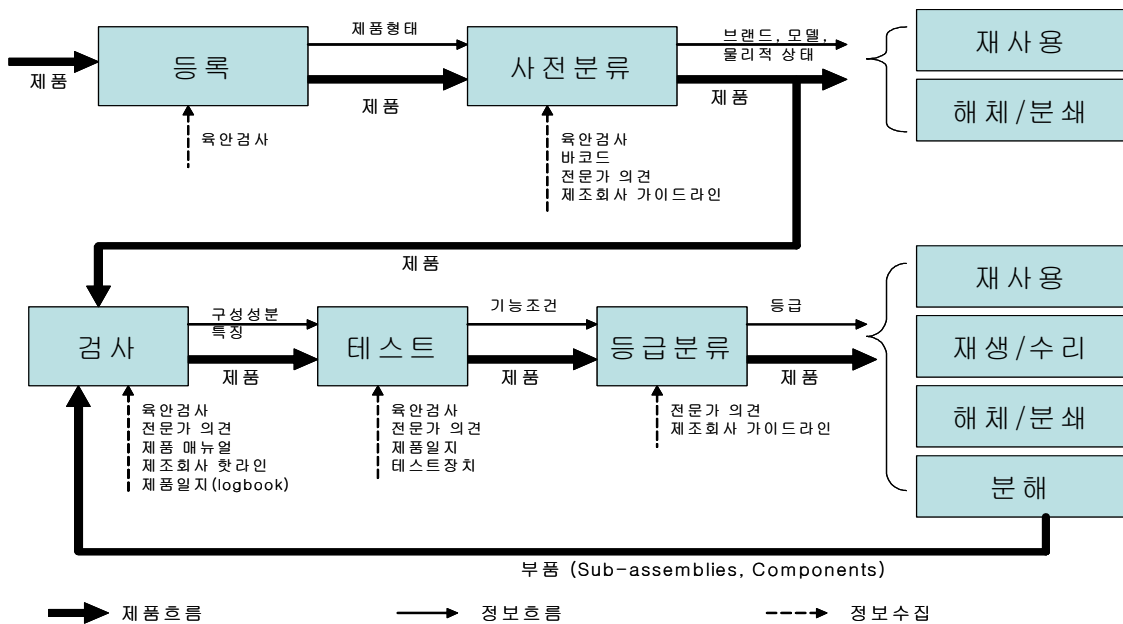 제품
등록
육안검사
제품형태
제품
사전분류
육안검사
바코드
전문가 의견
제조회사 가이드라인
브랜드, 모델,
물리적 상태
제품
재사용
해체/분쇄
제품
검사
육안검사
전문가 의견
제품 매뉴얼
제조회사 핫라인
제품일지(logbook)
구성성분
특징
제품
테스트
육안검사
전문가 의견
제품일지
테스트장치
기능조건
제품
등급분류
전문가 의견
제조회사 가이드라인
등급
제품
재사용
재생/수리
해체/분쇄
분해
부품 (Sub-assemblies, Components)
제품흐름
정보흐름
정보수집